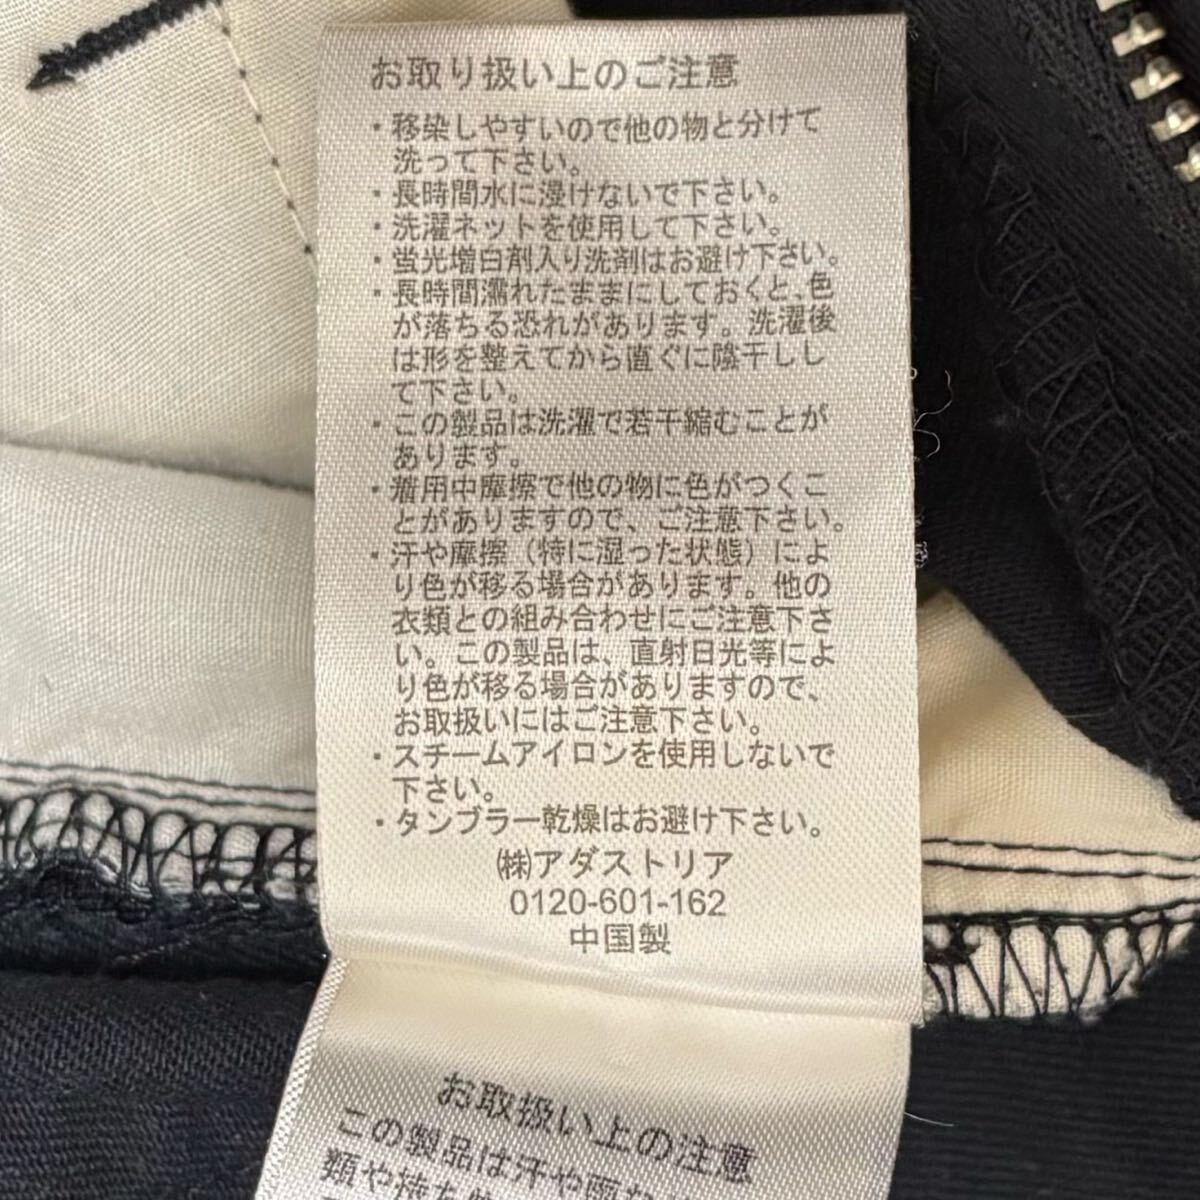 お取り扱い上のご注意
・移染しやすいので他の物と分けて
洗って下さい。
・長時間水に浸けないで下さい。
・洗濯ネットを使用して下さい。
・蛍光増白剤入り洗剤はお避け下さい。
・長時間濡れたままにしておくと、色
が落ちる恐れがあります。洗濯後
は形を整えてから直ぐに陰干しし
て下さい。
・この製品は洗濯で若干縮むことが
あります。
・着用中摩擦で他の物に色がつくこ
とがありますので、ご注意下さい。
・汗や摩擦（特に湿った状態）によ
り色が移る場合があります。他の
衣類との組み合わせにご注意下さ
い。この製品は、直射日光等によ
り色が移る場合がありますので、
お取扱いにはご注意下さい。
・スチームアイロンを使用しないで
下さい。
・タンブラー乾燥はお避け下さい。
㈱アダストリア
0120-601-162
中国製
お取扱い上の注意
この製品は汗や雨な
類や持ち